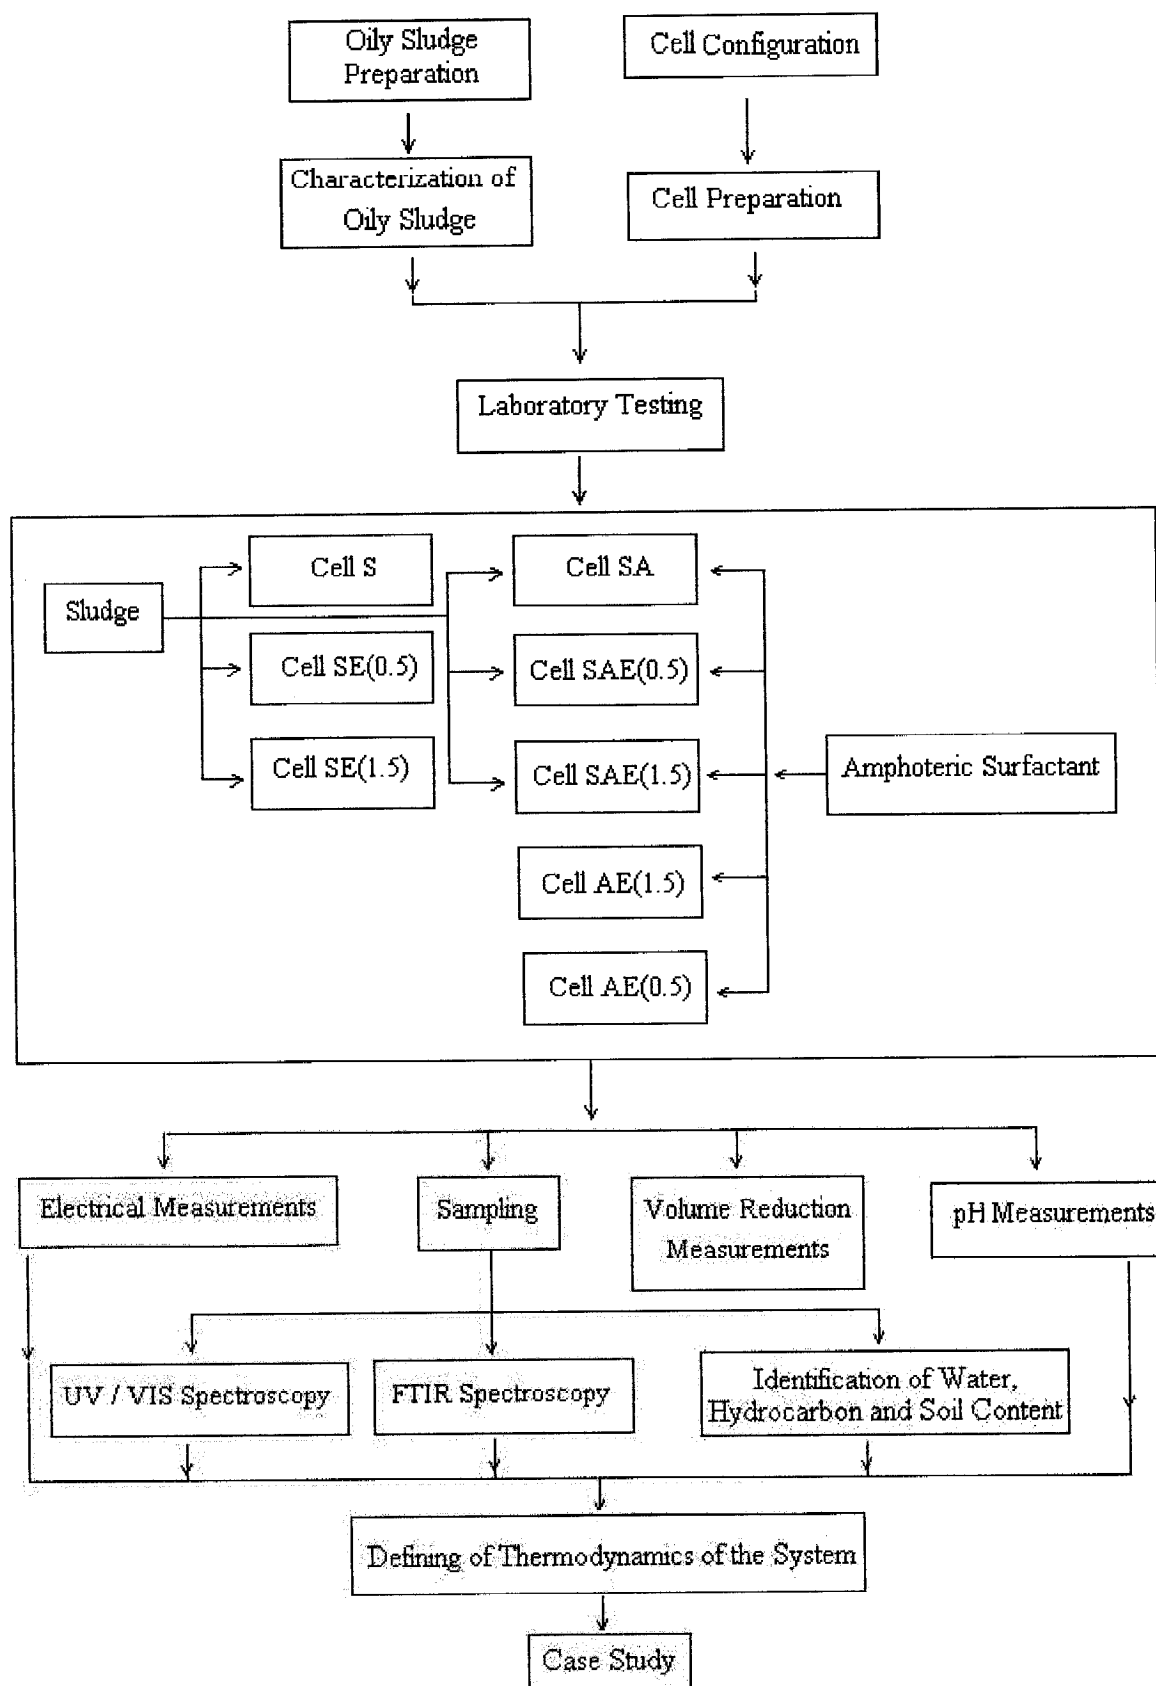 Oily Sludge
Preparation
Cell Configuration
Characterization of
Oily Sludge
Cell Preparation
Laboratory Testing
Sludge
Cell S
Cell SA
Cell SE(0.5)
Cell SAE(0.5)
Cell SE(1.5)
Cell SAE(1.5)
Amphoteric Surfactant
Cell AE(1.5)
Cell AE(0.5)
Electrical Measurements
Sampling
Volume Reduction
Measurements
pH Measurements
UV / VIS Spectroscopy
FTIR Spectroscopy
Identification of Water,
Hydrocarbon and Soil Content
Defining of Thermodynamics of the System
Case Study